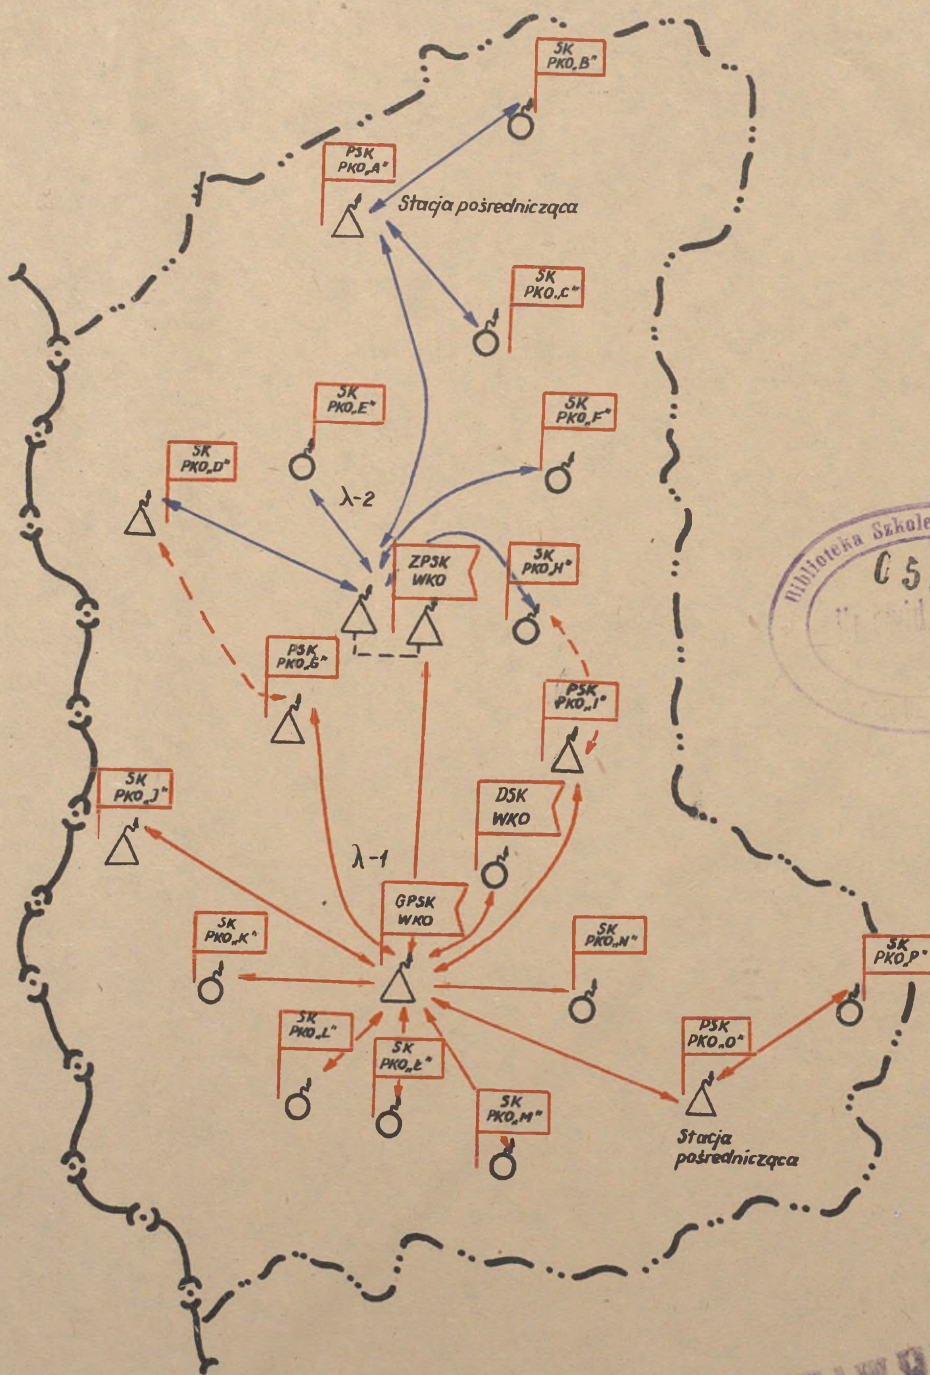 SK
PKO„B"
PSK
PKO„A"
Stacja pośrednicząca
SK
PKO„C"
SK
PKO„E"
SK
PKO„F"
SK
PKO„D"
λ-2
ZPSK
WKO
SK
PKO„H"
Biblioteka Szkole
05
PSK
PKO„G"
PSK
PKO„I"
SK
PKO„J"
DSK
WKO
λ-1
GPSK
WKO
SK
PKO„K"
SK
PKO„N"
SK
PKO„P"
SK
PKO„L"
PSK
PKO„O"
SK
PKO„Ł"
SK
PKO„M"
Stacja
pośrednicząca